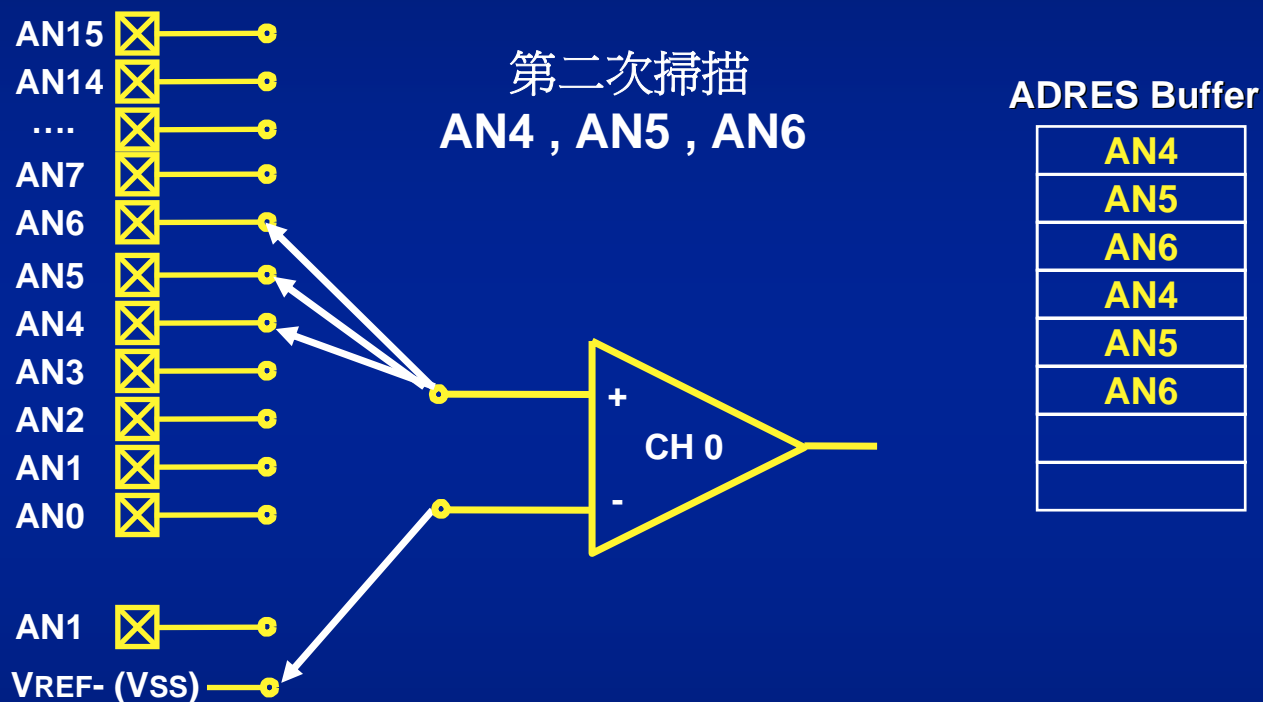 AN15
AN14
....
AN7
AN6
AN5
AN4
AN3
AN2
AN1
AN0
AN1
VREF- (VSS)
第二次掃描
AN4 , AN5 , AN6
+
CH 0
-
ADRES Buffer
AN4
AN5
AN6
AN4
AN5
AN6